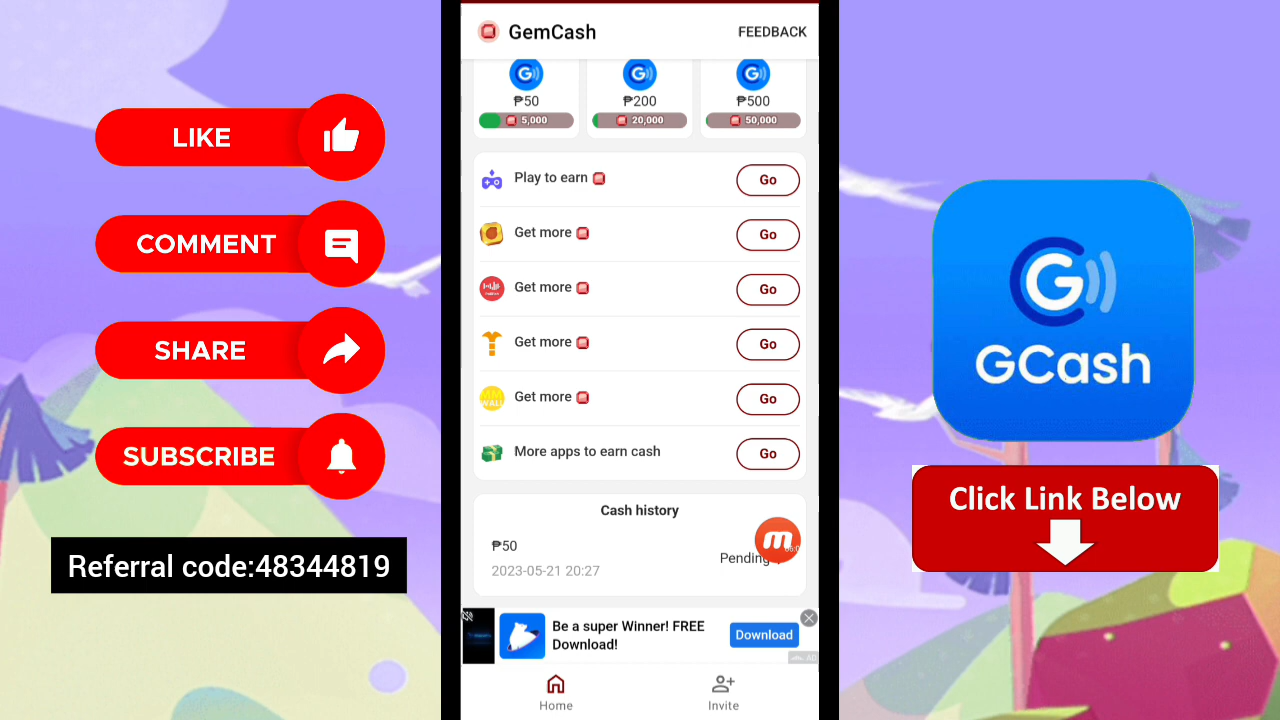 LIKE
COMMENT
SHARE
SUBSCRIBE
Referral code:48344819
GemCash
FEEDBACK
₱50
₱200
₱500
5,000
20,000
50,000
Play to earn
Go
Get more
Go
Get more
Go
Get more
Go
WALL
Get more
Go
More apps to earn cash
Go
Cash history
₱50
Pending
2023-05-21 20:27
Be a super Winner! FREE
Download!
Download
AD
Home
Invite
GCash
Click Link Below